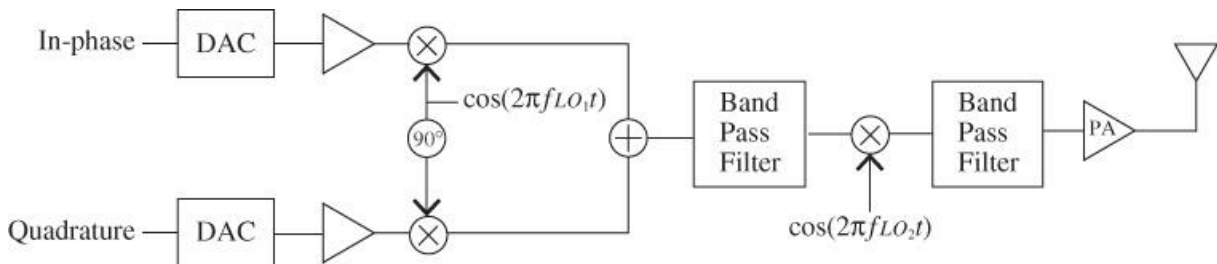 In-phase
DAC
cos(2πfLO₁t)
90°
Band
Pass
Filter
Band
Pass
Filter
PA
Quadrature
DAC
cos(2πfLO₂t)